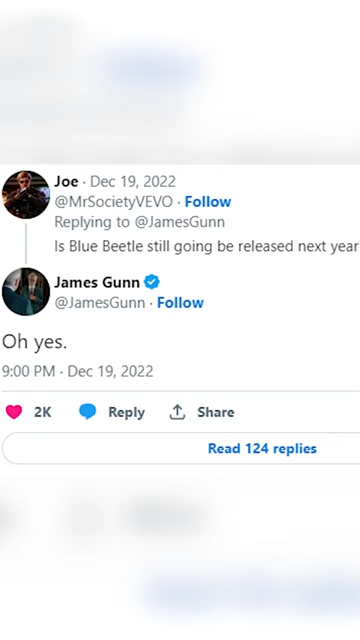 Joe · Dec 19, 2022
@MrSocietyVEVO · Follow
Replying to @JamesGunn
Is Blue Beetle still going be released next year
James Gunn
@JamesGunn · Follow
Oh yes.
9:00 PM · Dec 19, 2022
2K Reply Share
Read 124 replies